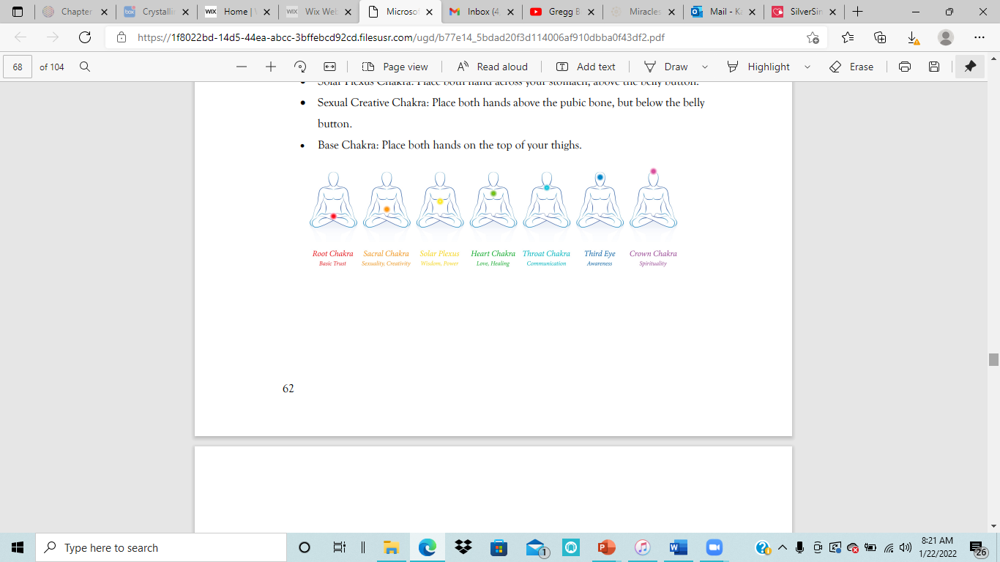 Chapter
Crystalli
Home | 
Wix Web
Microsof
Inbox (4
Gregg B
Miracles
Mail - Ka
SilverSin
https://1f8022bd-14d5-44ea-abcc-3bffebcd92cd.filesusr.com/ugd/b77e14_5bdad20f3d114006af910dbba0f43df2.pdf
68 of 104 Page view Read aloud Add text Draw Highlight Erase
• Solar Plexus Chakra: Place both hand across your stomach, above the belly button.
• Sexual Creative Chakra: Place both hands above the pubic bone, but below the belly
button.
• Base Chakra: Place both hands on the top of your thighs.
Root Chakra Sacral Chakra Solar Plexus Heart Chakra Throat Chakra Third Eye Crown Chakra
Basic Trust Sexuality, Creativity Wisdom, Power Love, Healing Communication Awareness Spirituality
62
Type here to search
8:21 AM
1/22/2022
26